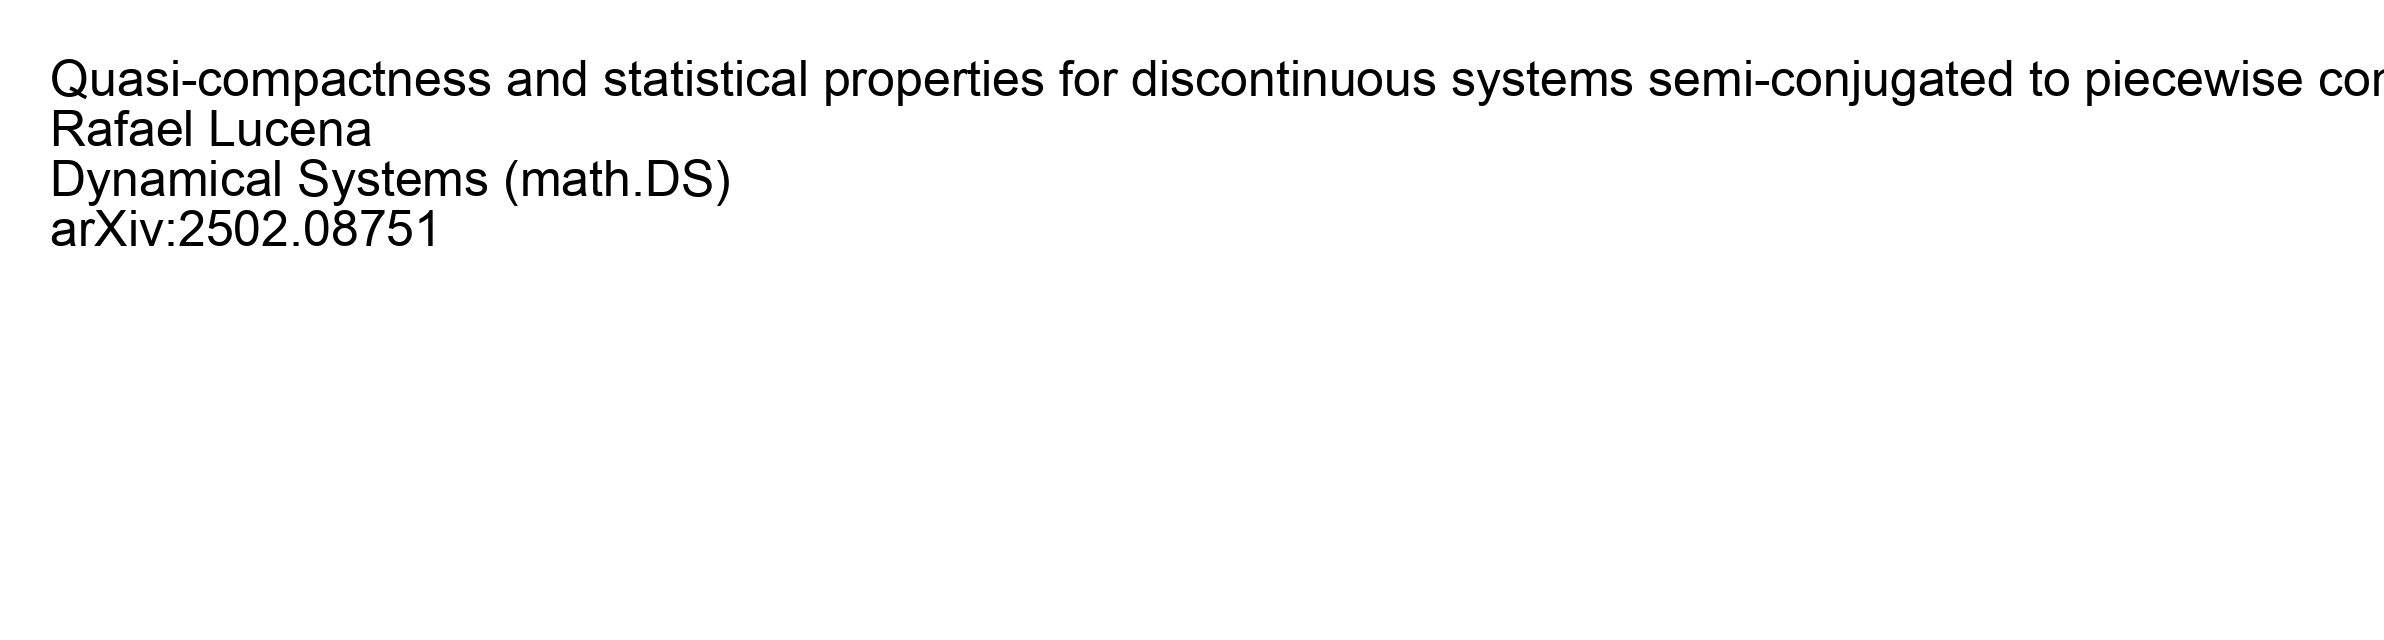 Quasi-compactness and statistical properties for discontinuous systems semi-conjugated to piecewise
Rafael Lucena
Dynamical Systems (math.DS)
arXiv:2502.08751